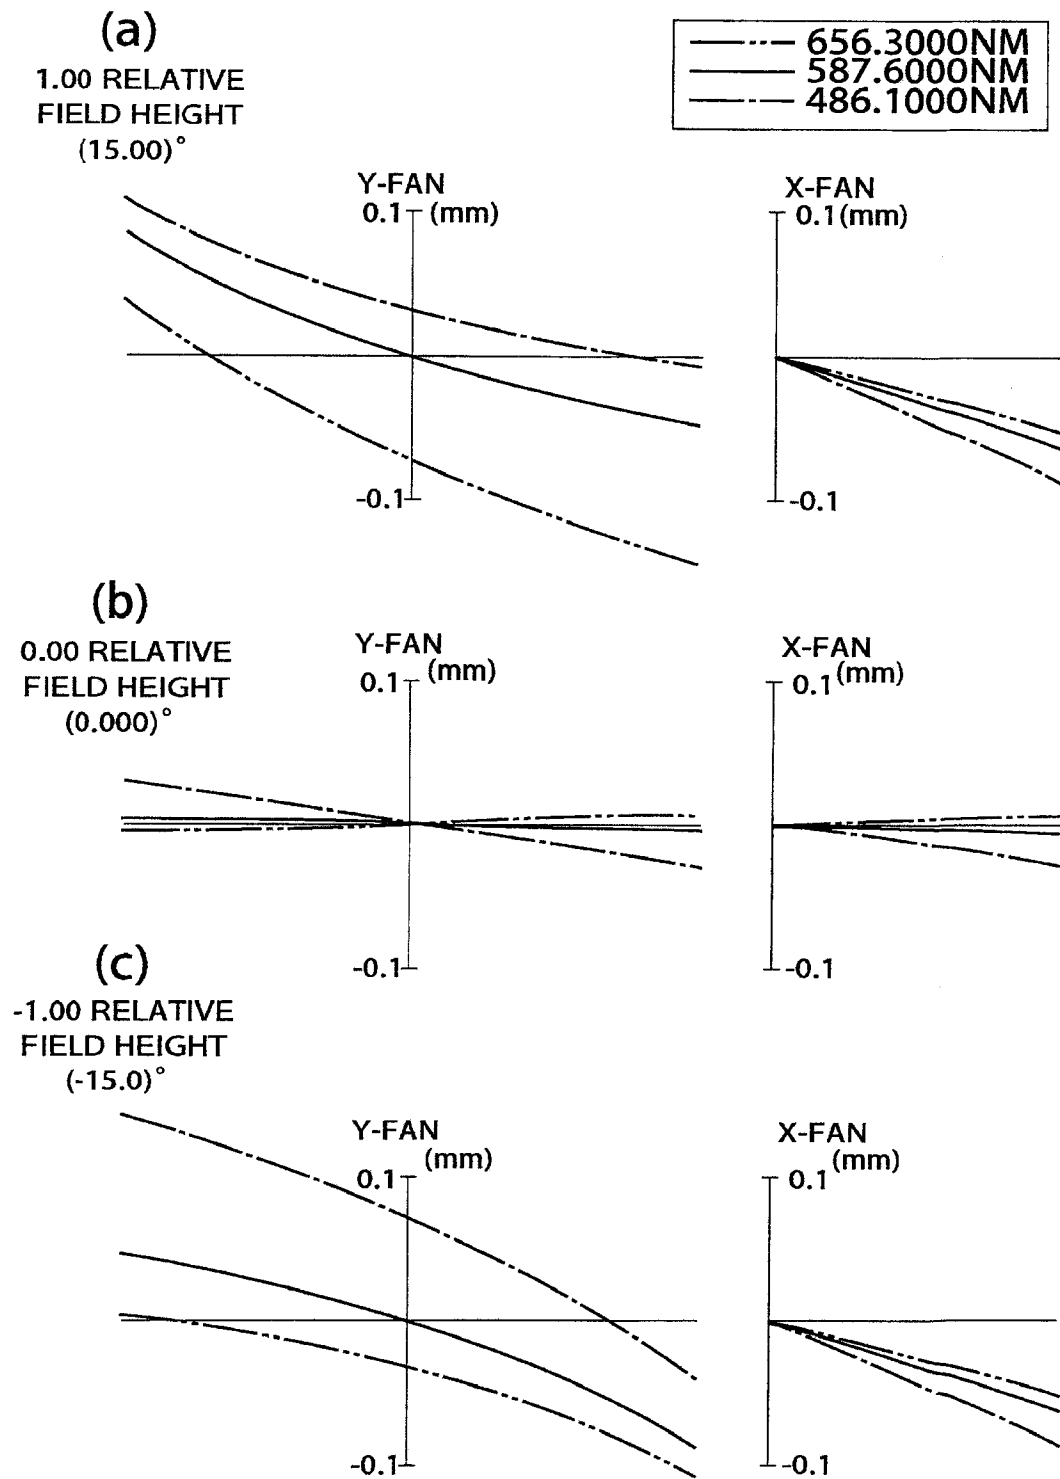 (a)
1.00 RELATIVE
FIELD HEIGHT
(15.00)°
656.3000NM
587.6000NM
486.1000NM
Y-FAN
0.1 (mm)
-0.1
X-FAN
0.1(mm)
-0.1
(b)
0.00 RELATIVE
FIELD HEIGHT
(0.000)°
Y-FAN
(mm)
0.1
-0.1
X-FAN
(mm)
0.1
-0.1
(c)
-1.00 RELATIVE
FIELD HEIGHT
(-15.0)°
Y-FAN
(mm)
0.1
-0.1
X-FAN
(mm)
0.1
-0.1